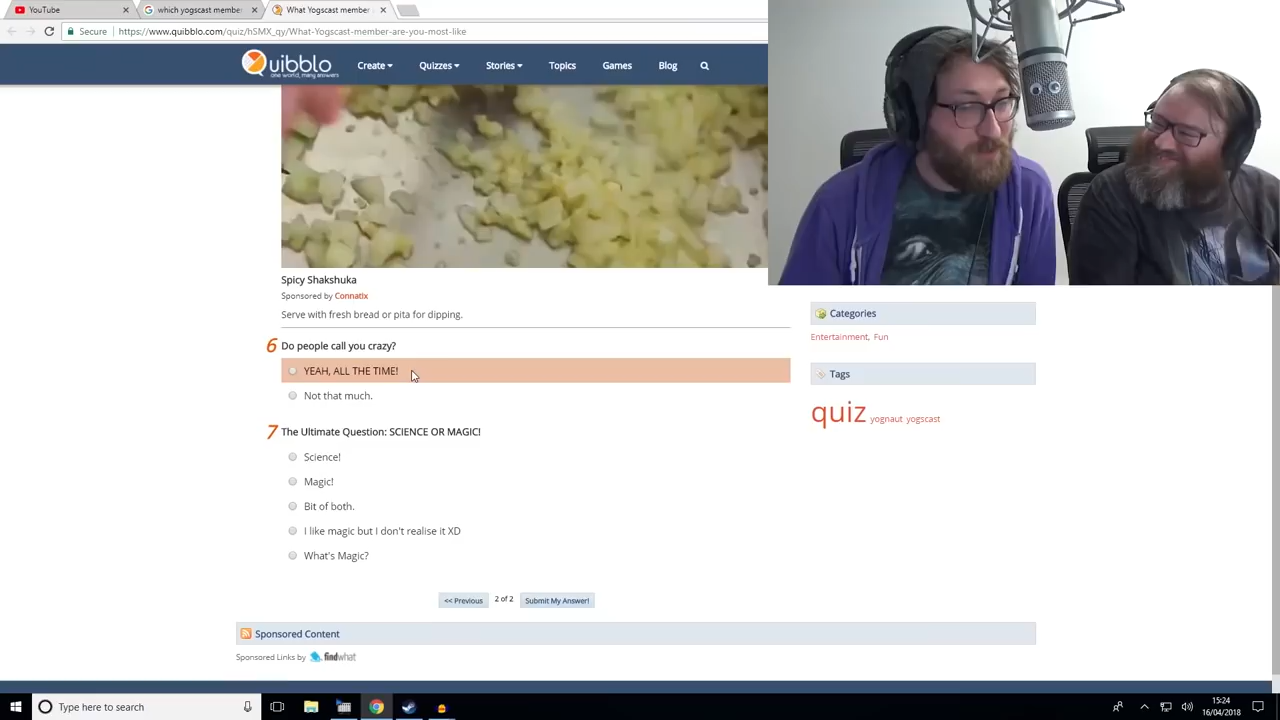 YouTube
which yogscast membe
What Yogscast member
Secure
https://www.quibblo.com/quiz/hSMX_qy/What-Yogscast-member-are-you-most-like
Quibblo
one world, many answers
Create
Quizzes
Stories
Topics
Games
Blog
Spicy Shakshuka
Sponsored by Connatix
Serve with fresh bread or pita for dipping.
6 Do people call you crazy?
YEAH, ALL THE TIME!
Not that much.
7 The Ultimate Question: SCIENCE OR MAGIC!
Science!
Magic!
Bit of both.
I like magic but I don't realise it XD
What's Magic?
<< Previous
2 of 2
Submit My Answer!
Categories
Entertainment, Fun
Tags
quiz yognaut yogscast
Sponsored Content
Sponsored Links by findwhat
Type here to search
15:24
16/04/2018